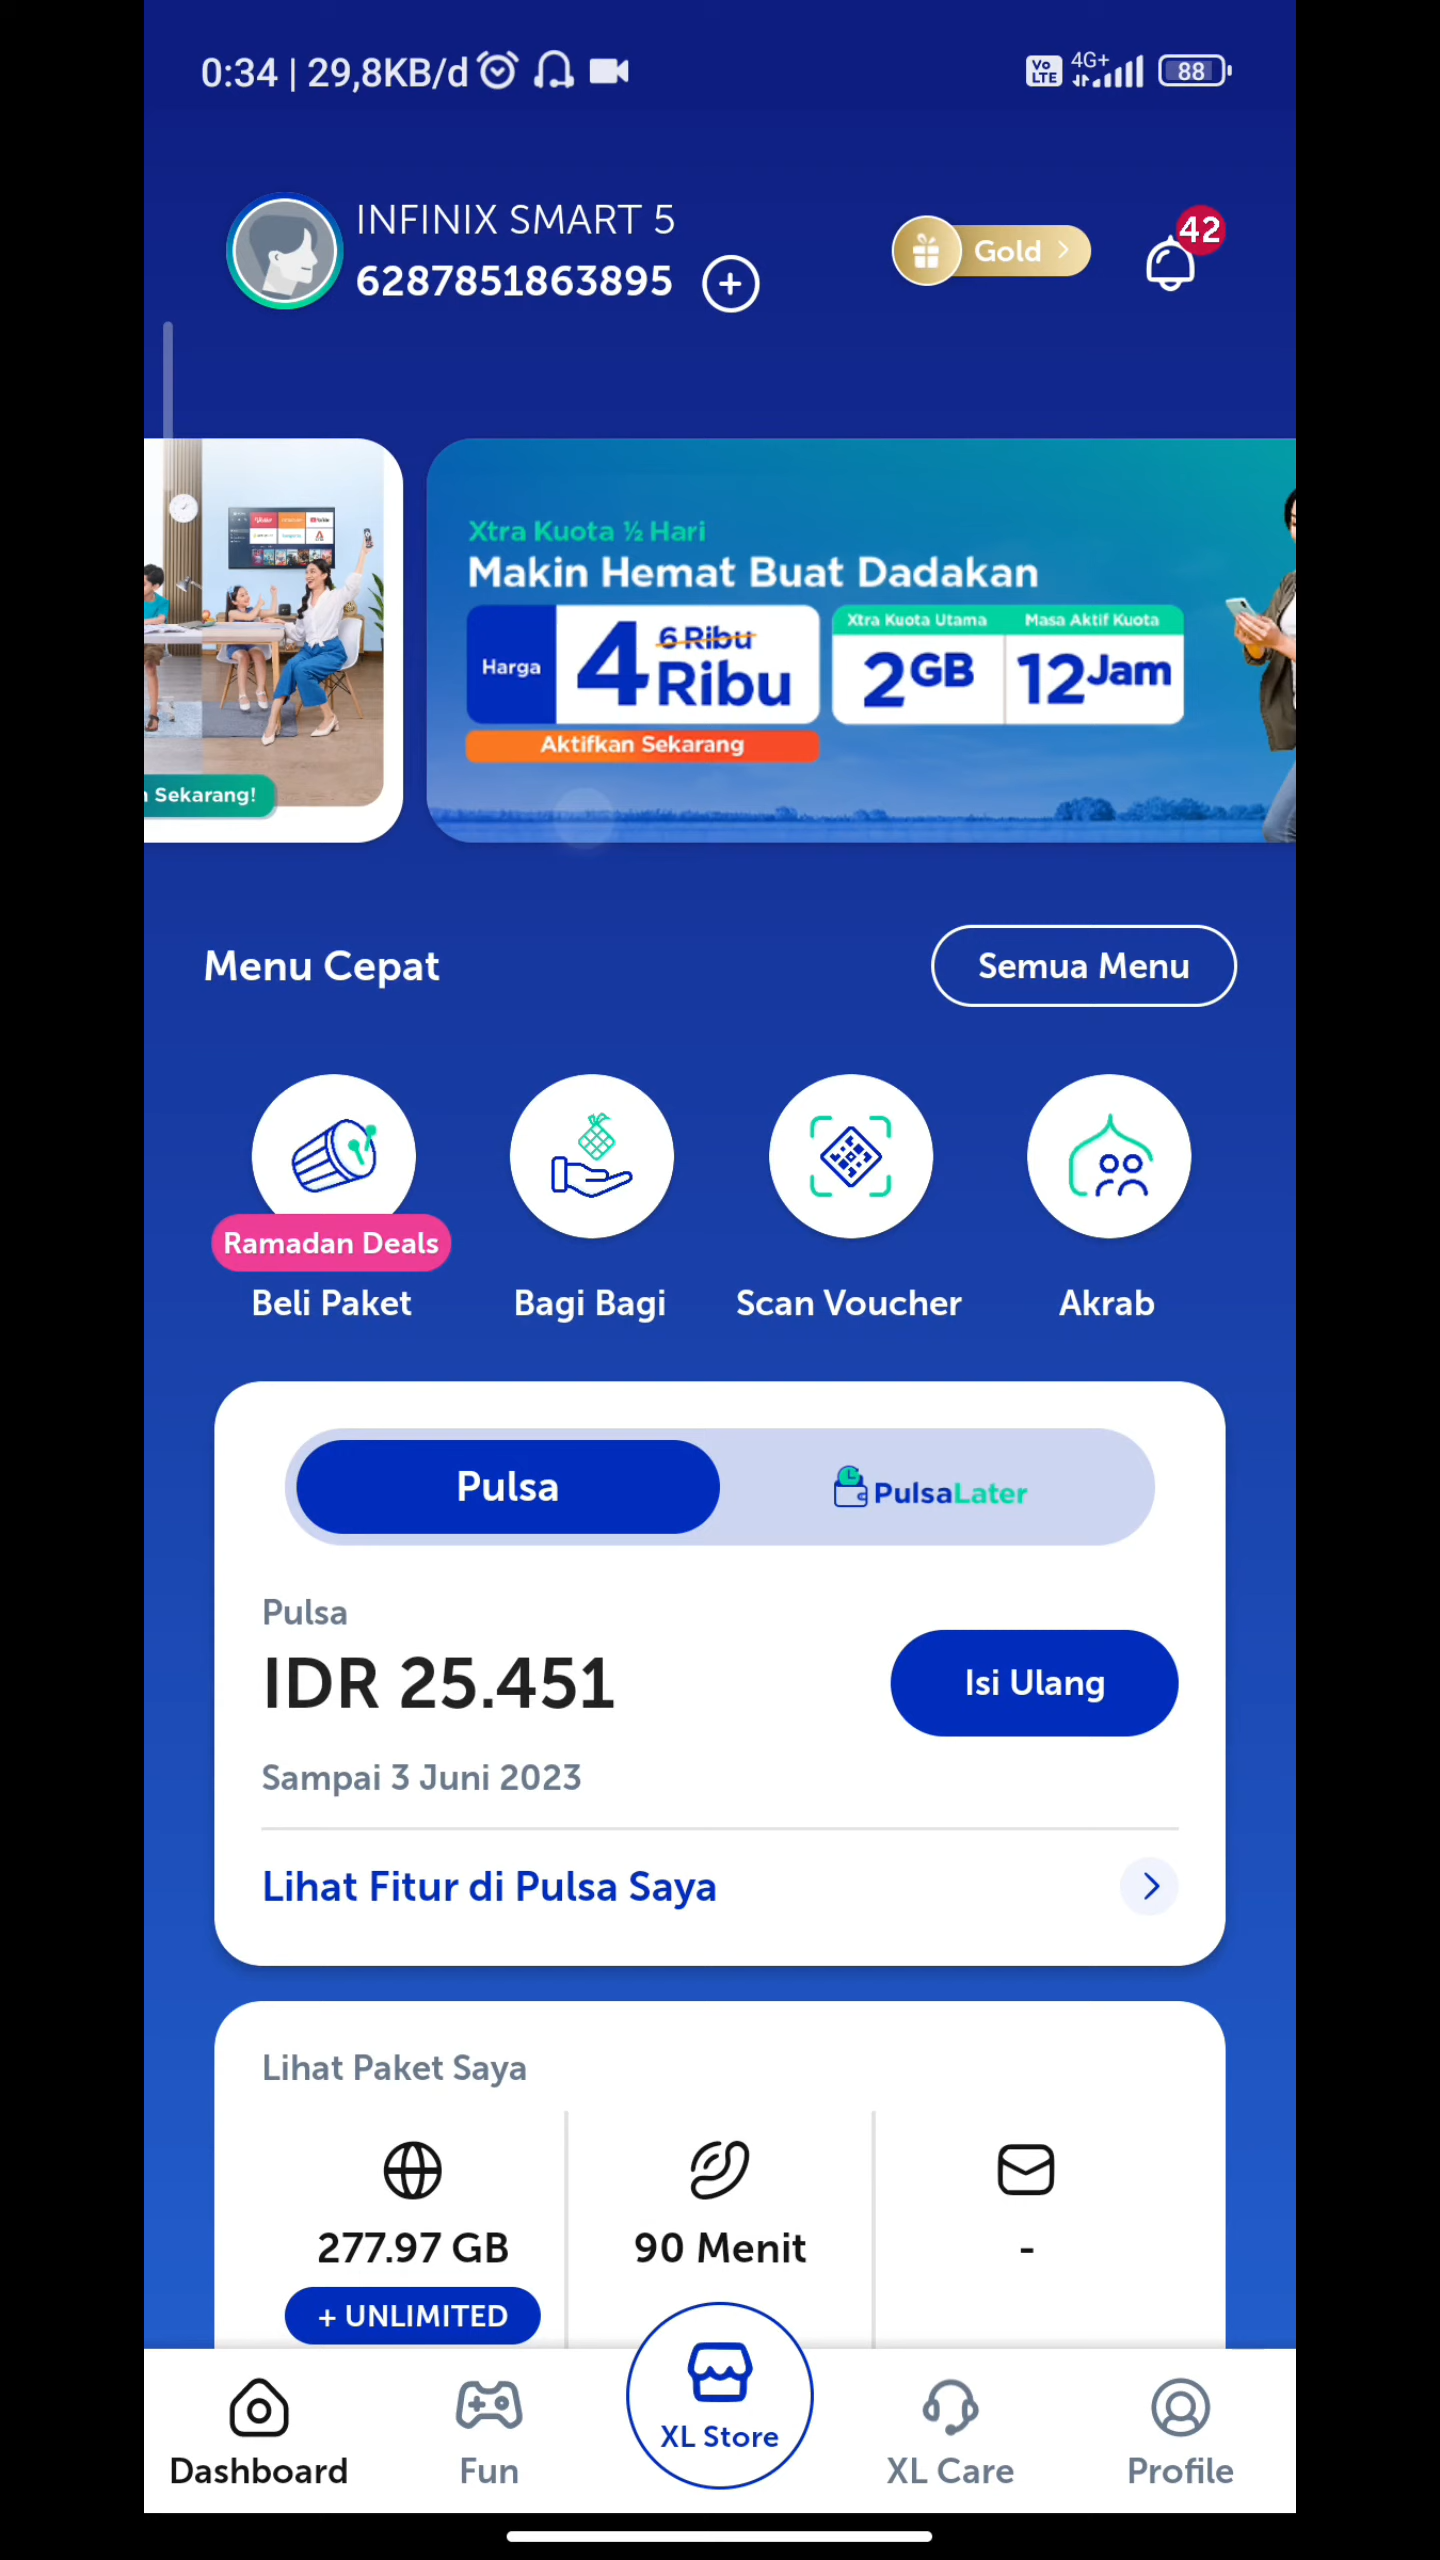 0:34 | 29,8KB/d
Vo LTE 4G+ 88
INFINIX SMART 5
6287851863895
Gold
42
Xtra Kuota ½ Hari
Makin Hemat Buat Dadakan
Harga
4 Ribu
6 Ribu
Xtra Kuota Utama
Masa Aktif Kuota
2GB
12Jam
Aktifkan Sekarang
Sekarang!
Menu Cepat
Semua Menu
Ramadan Deals
Beli Paket
Bagi Bagi
Scan Voucher
Akrab
Pulsa
PulsaLater
Pulsa
IDR 25.451
Isi Ulang
Sampai 3 Juni 2023
Lihat Fitur di Pulsa Saya
Lihat Paket Saya
277.97 GB
90 Menit
-
+ UNLIMITED
Dashboard
Fun
XL Store
XL Care
Profile